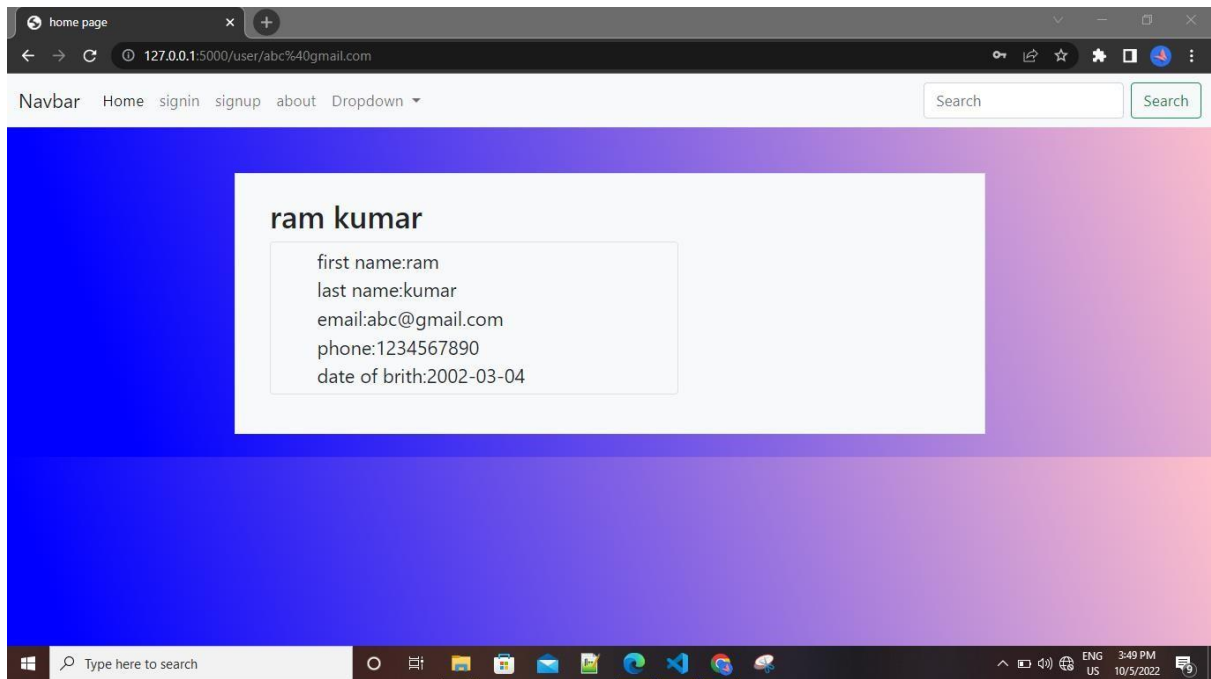 home page
127.0.0.1:5000/user/abc%40gmail.com
Navbar Home signin signup about Dropdown Search Search
ram kumar
first name:ram
last name:kumar
email:abc@gmail.com
phone:1234567890
date of brith:2002-03-04
Type here to search
ENG 3:49 PM
US 10/5/2022
9